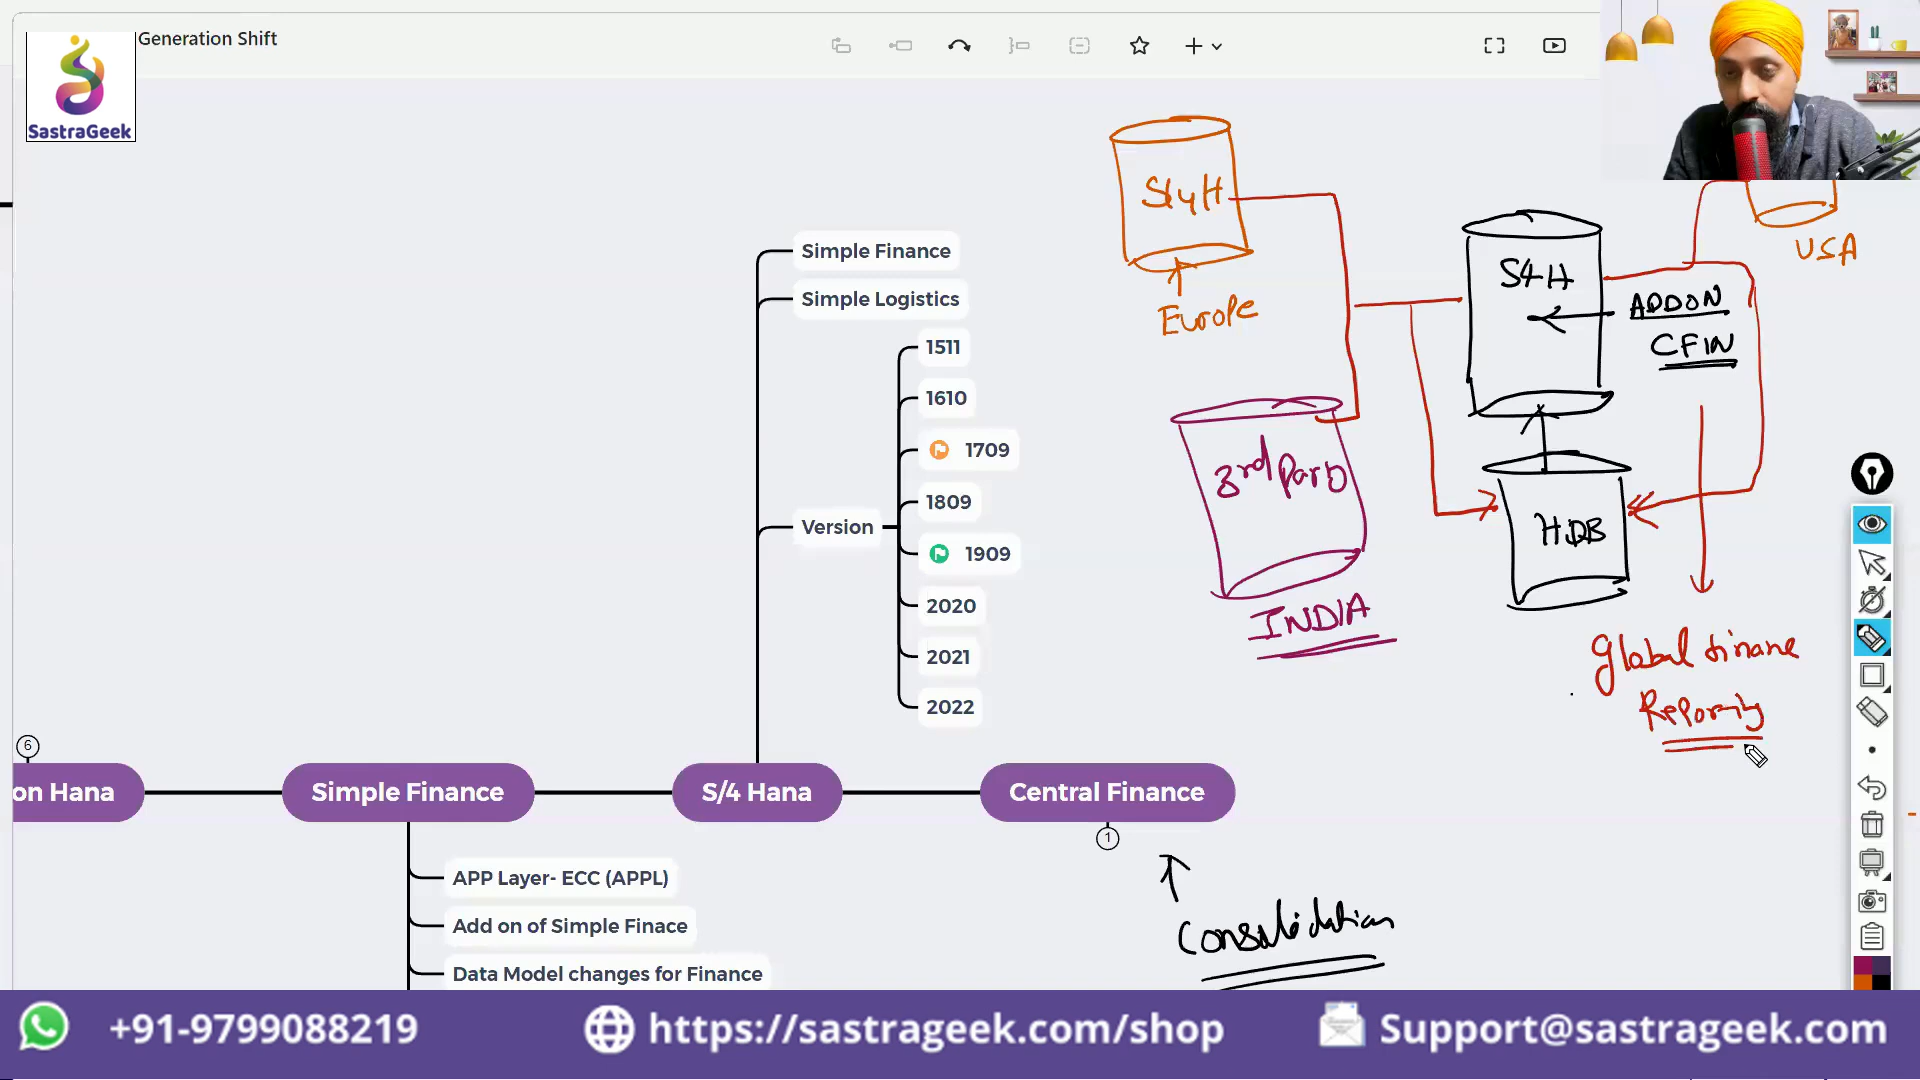 Generation Shift
SastraGeek
Simple Finance
Simple Logistics
Version
1511
1610
1709
1809
1909
2020
2021
2022
6
on Hana
Simple Finance
S/4 Hana
Central Finance
1
APP Layer- ECC (APPL)
Add on of Simple Finace
Data Model changes for Finance
S/4H
Europe
3rd Party
INDIA
S4H
ADDON
CFIN
HDB
USA
Global finance
Reporting
Consolidation
+91-9799088219
https://sastrageek.com/shop
Support@sastrageek.com